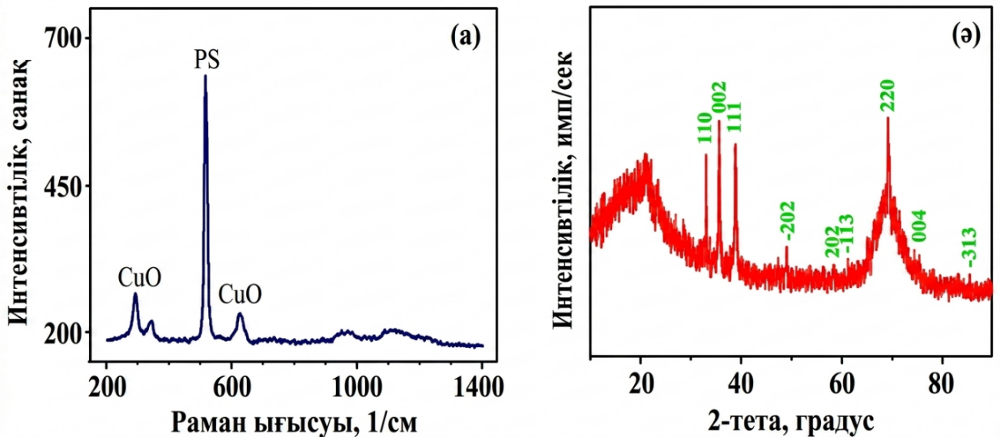 (а)
Интенсивтілік, санақ
700
450
200
PS
CuO
CuO
200
600
1000
1400
Раман ығысуы, 1/см
(ә)
Интенсивтілік, имп/сек
110
002
111
-202
202
-113
220
004
-313
20
40
60
80
2-тета, градус